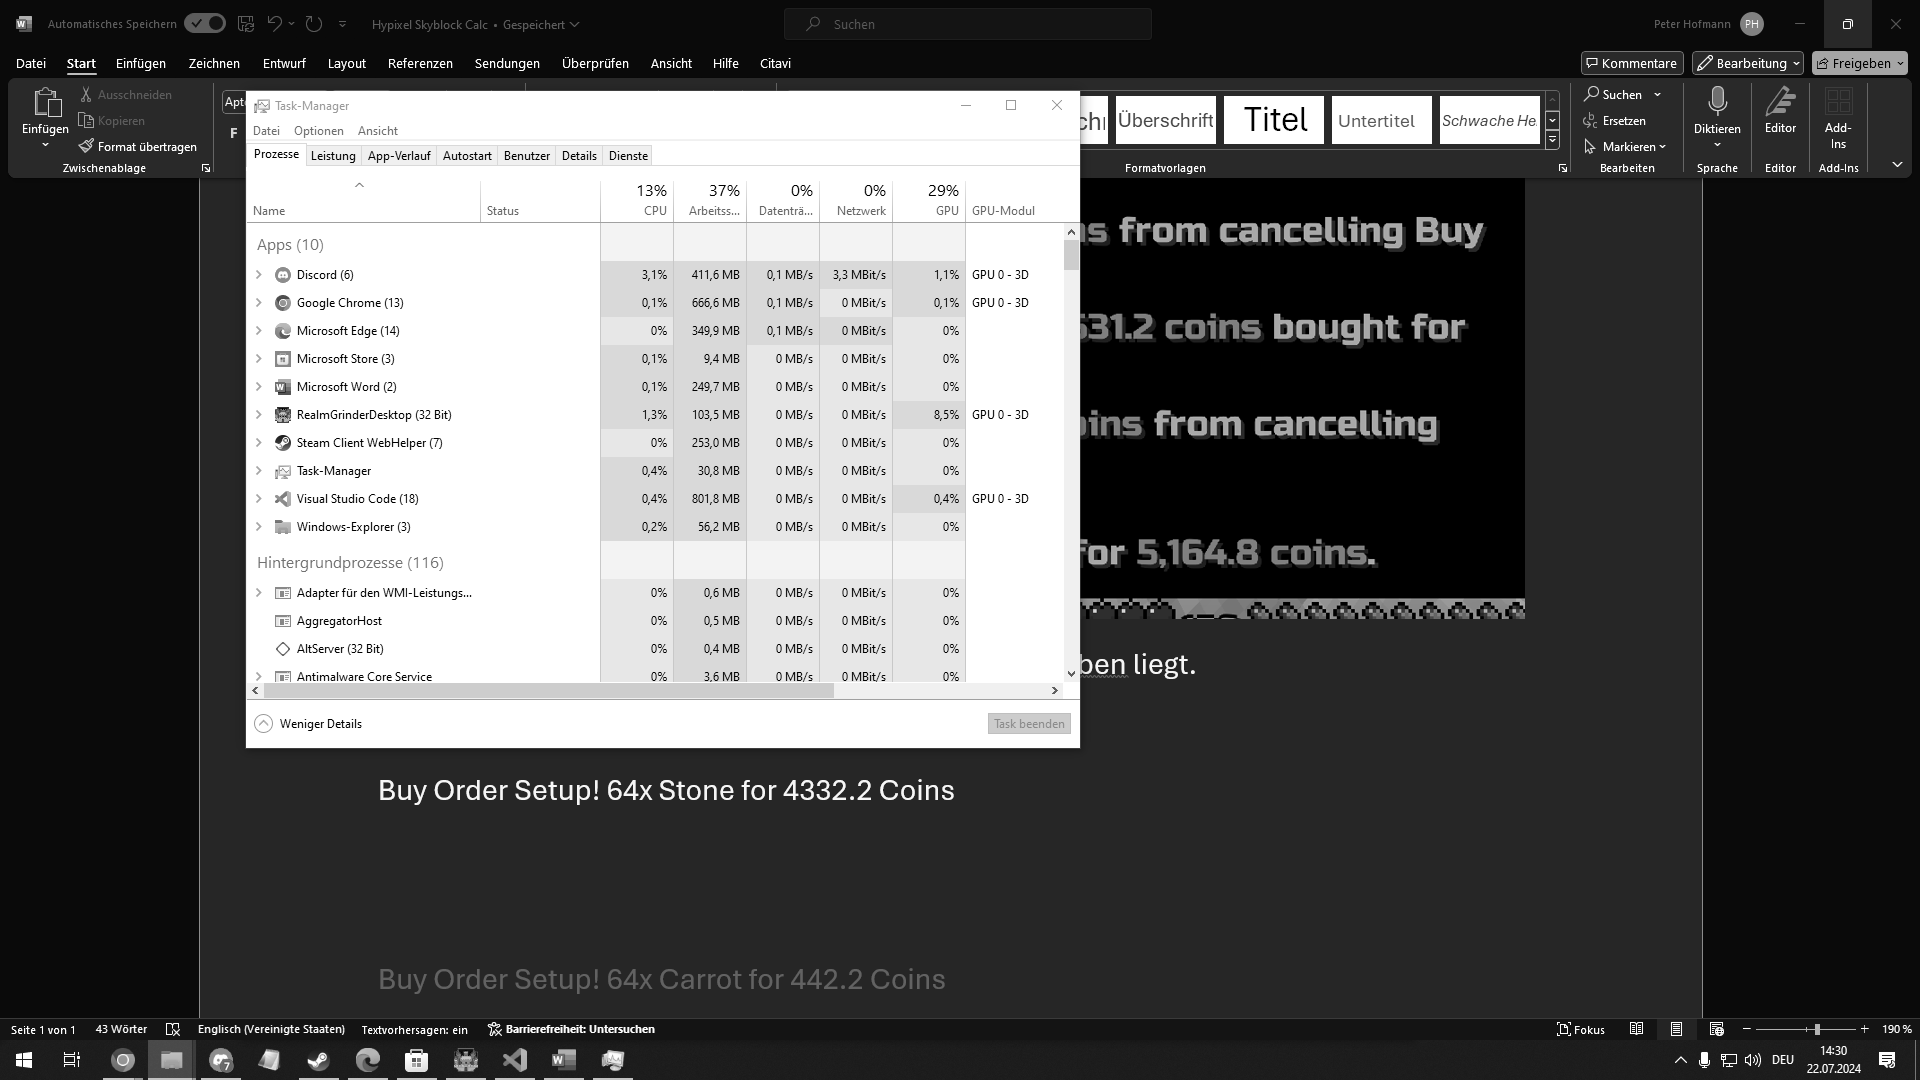 Automatisches Speichern
Hypixel Skyblock Calc • Gespeichert
Suchen
Peter Hofmann
PH
Datei Start Einfügen Zeichnen Entwurf Layout Referenzen Sendungen Überprüfen Ansicht Hilfe Citavi
Kommentare
Bearbeitung
Freigeben
Einfügen
Ausschneiden
Kopieren
Format übertragen
Zwischenablage
F
Überschrift
Titel
Untertitel
Schwache He
Formatvorlagen
Suchen
Ersetzen
Markieren
Bearbeiten
Diktieren
Sprache
Editor
Editor
Add-
Ins
Add-Ins
Task-Manager
Datei Optionen Ansicht
Prozesse Leistung App-Verlauf Autostart Benutzer Details Dienste
13% 37% 0% 0% 29%
Name Status CPU Arbeitss... Datenträ... Netzwerk GPU GPU-Modul
Apps (10)
Discord (6) 3,1% 411,6 MB 0,1 MB/s 3,3 MBit/s 1,1% GPU 0 - 3D
Google Chrome (13) 0,1% 666,6 MB 0,1 MB/s 0 MBit/s 0,1% GPU 0 - 3D
Microsoft Edge (14) 0% 349,9 MB 0,1 MB/s 0 MBit/s 0%
Microsoft Store (3) 0,1% 9,4 MB 0 MB/s 0 MBit/s 0%
Microsoft Word (2) 0,1% 249,7 MB 0 MB/s 0 MBit/s 0%
RealmGrinderDesktop (32 Bit) 1,3% 103,5 MB 0 MB/s 0 MBit/s 8,5% GPU 0 - 3D
Steam Client WebHelper (7) 0% 253,0 MB 0 MB/s 0 MBit/s 0%
Task-Manager 0,4% 30,8 MB 0 MB/s 0 MBit/s 0%
Visual Studio Code (18) 0,4% 801,8 MB 0 MB/s 0 MBit/s 0,4% GPU 0 - 3D
Windows-Explorer (3) 0,2% 56,2 MB 0 MB/s 0 MBit/s 0%
Hintergrundprozesse (116)
Adapter für den WMI-Leistungs... 0% 0,6 MB 0 MB/s 0 MBit/s 0%
AggregatorHost 0% 0,5 MB 0 MB/s 0 MBit/s 0%
AltServer (32 Bit) 0% 0,4 MB 0 MB/s 0 MBit/s 0%
Antimalware Core Service 0% 3,6 MB 0 MB/s 0 MBit/s 0%
Weniger Details
Task beenden
from cancelling Buy
531.2 coins bought for
from cancelling
for 5,164.8 coins.
liegt.
Buy Order Setup! 64x Stone for 4332.2 Coins
Buy Order Setup! 64x Carrot for 442.2 Coins
Seite 1 von 1 43 Wörter Englisch (Vereinigte Staaten) Textvorhersagen: ein Barrierefreiheit: Untersuchen
Fokus
190 %
7
DEU
14:30
22.07.2024